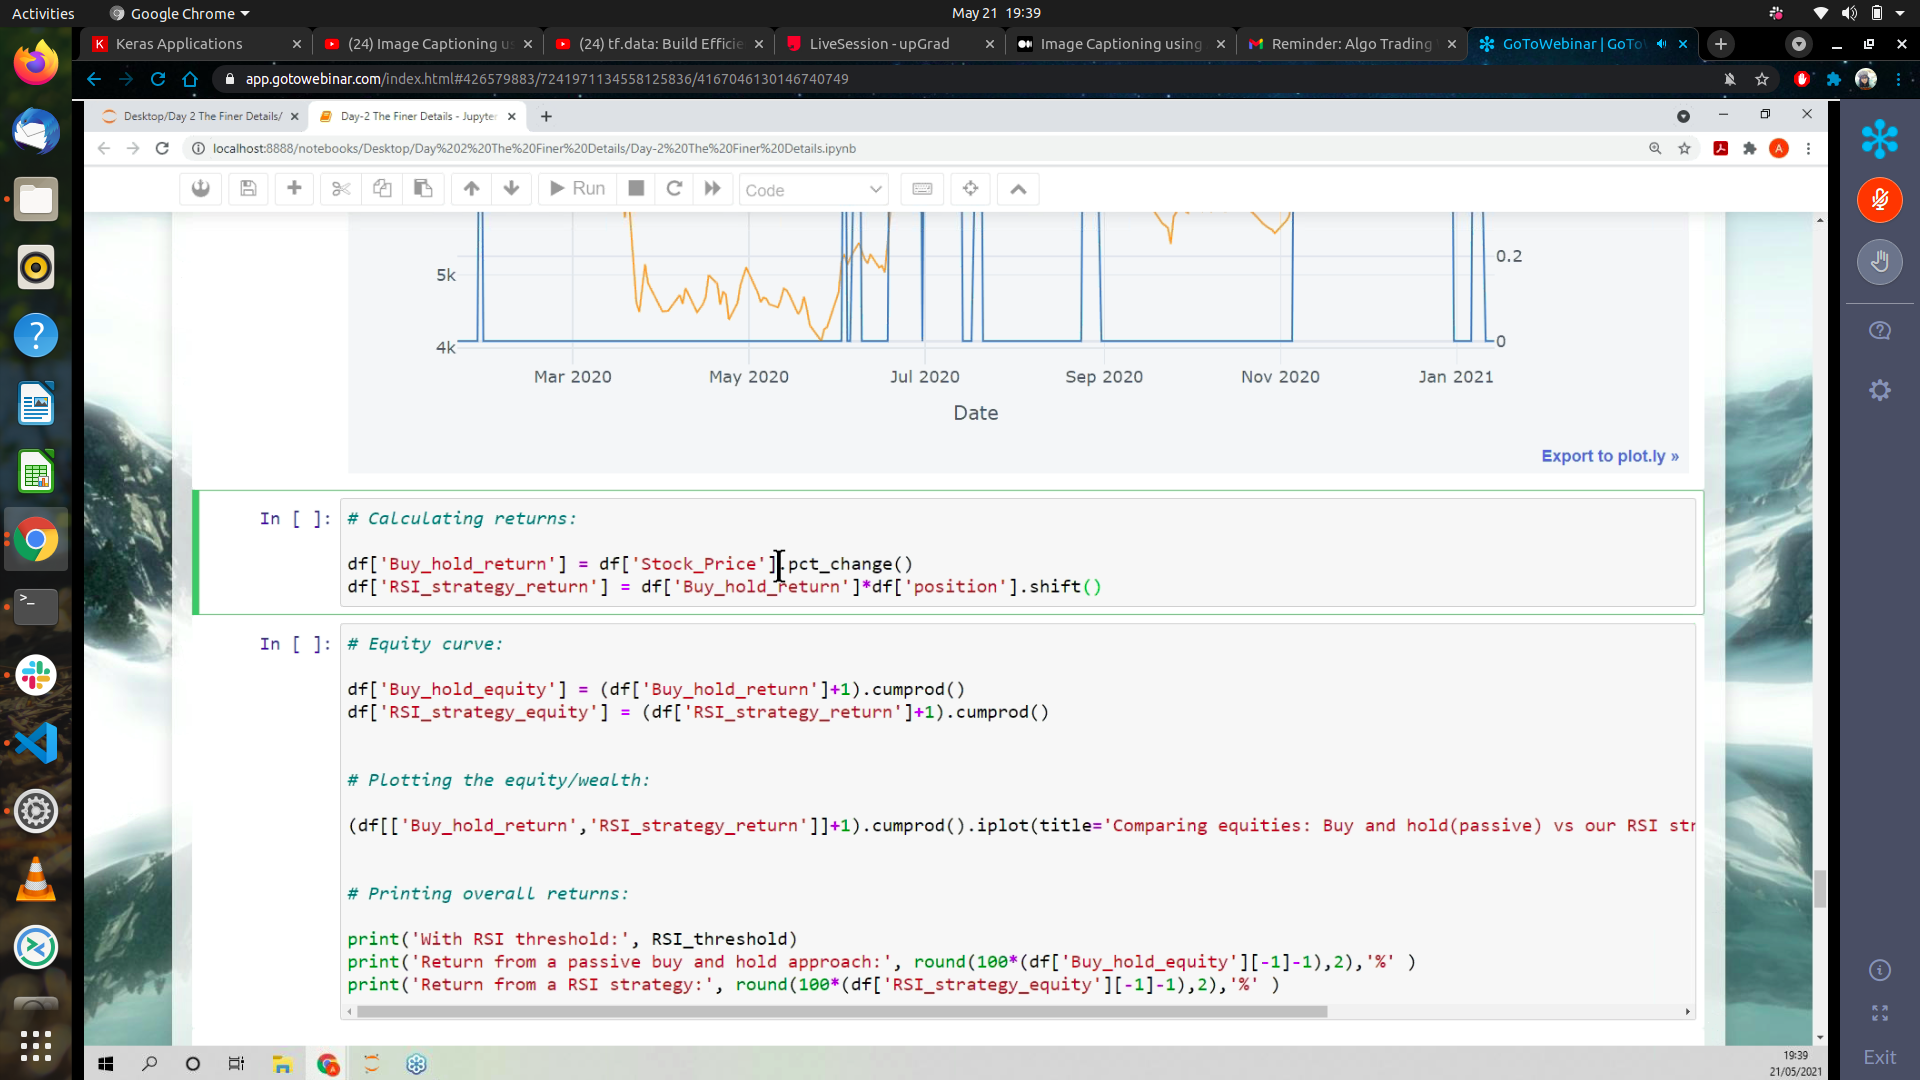 Activities
Google Chrome
May 21 19:39
Keras Applications
(24) Image Captioning us
(24) tf.data: Build Efficie
LiveSession - upGrad
Image Captioning using
Reminder: Algo Trading
GoToWebinar | GoToW
app.gotowebinar.com/index.html#426579883/7241971134558125836/4167046130146740749
Desktop/Day 2 The Finer Details/
Day-2 The Finer Details - Jupyter
localhost:8888/notebooks/Desktop/Day%202%20The%20Finer%20Details/Day-2%20The%20Finer%20Details.ipynb
A
Run
Code
0.2
5k
4k
0
Mar 2020
May 2020
Jul 2020
Sep 2020
Nov 2020
Jan 2021
Date
Export to plot.ly »
In [ ]:
# Calculating returns:
df['Buy_hold_return'] = df['Stock_Price'].pct_change()
df['RSI_strategy_return'] = df['Buy_hold_return']*df['position'].shift()
In [ ]:
# Equity curve:
df['Buy_hold_equity'] = (df['Buy_hold_return']+1).cumprod()
df['RSI_strategy_equity'] = (df['RSI_strategy_return']+1).cumprod()
# Plotting the equity/wealth:
(df[['Buy_hold_return','RSI_strategy_return']]+1).cumprod().iplot(title='Comparing equities: Buy and hold(passive) vs our RSI str
# Printing overall returns:
print('With RSI threshold:', RSI_threshold)
print('Return from a passive buy and hold approach:', round(100*(df['Buy_hold_equity'][-1]-1),2),'%' )
print('Return from a RSI strategy:', round(100*(df['RSI_strategy_equity'][-1]-1),2),'%' )
Exit
19:39
21/05/2021